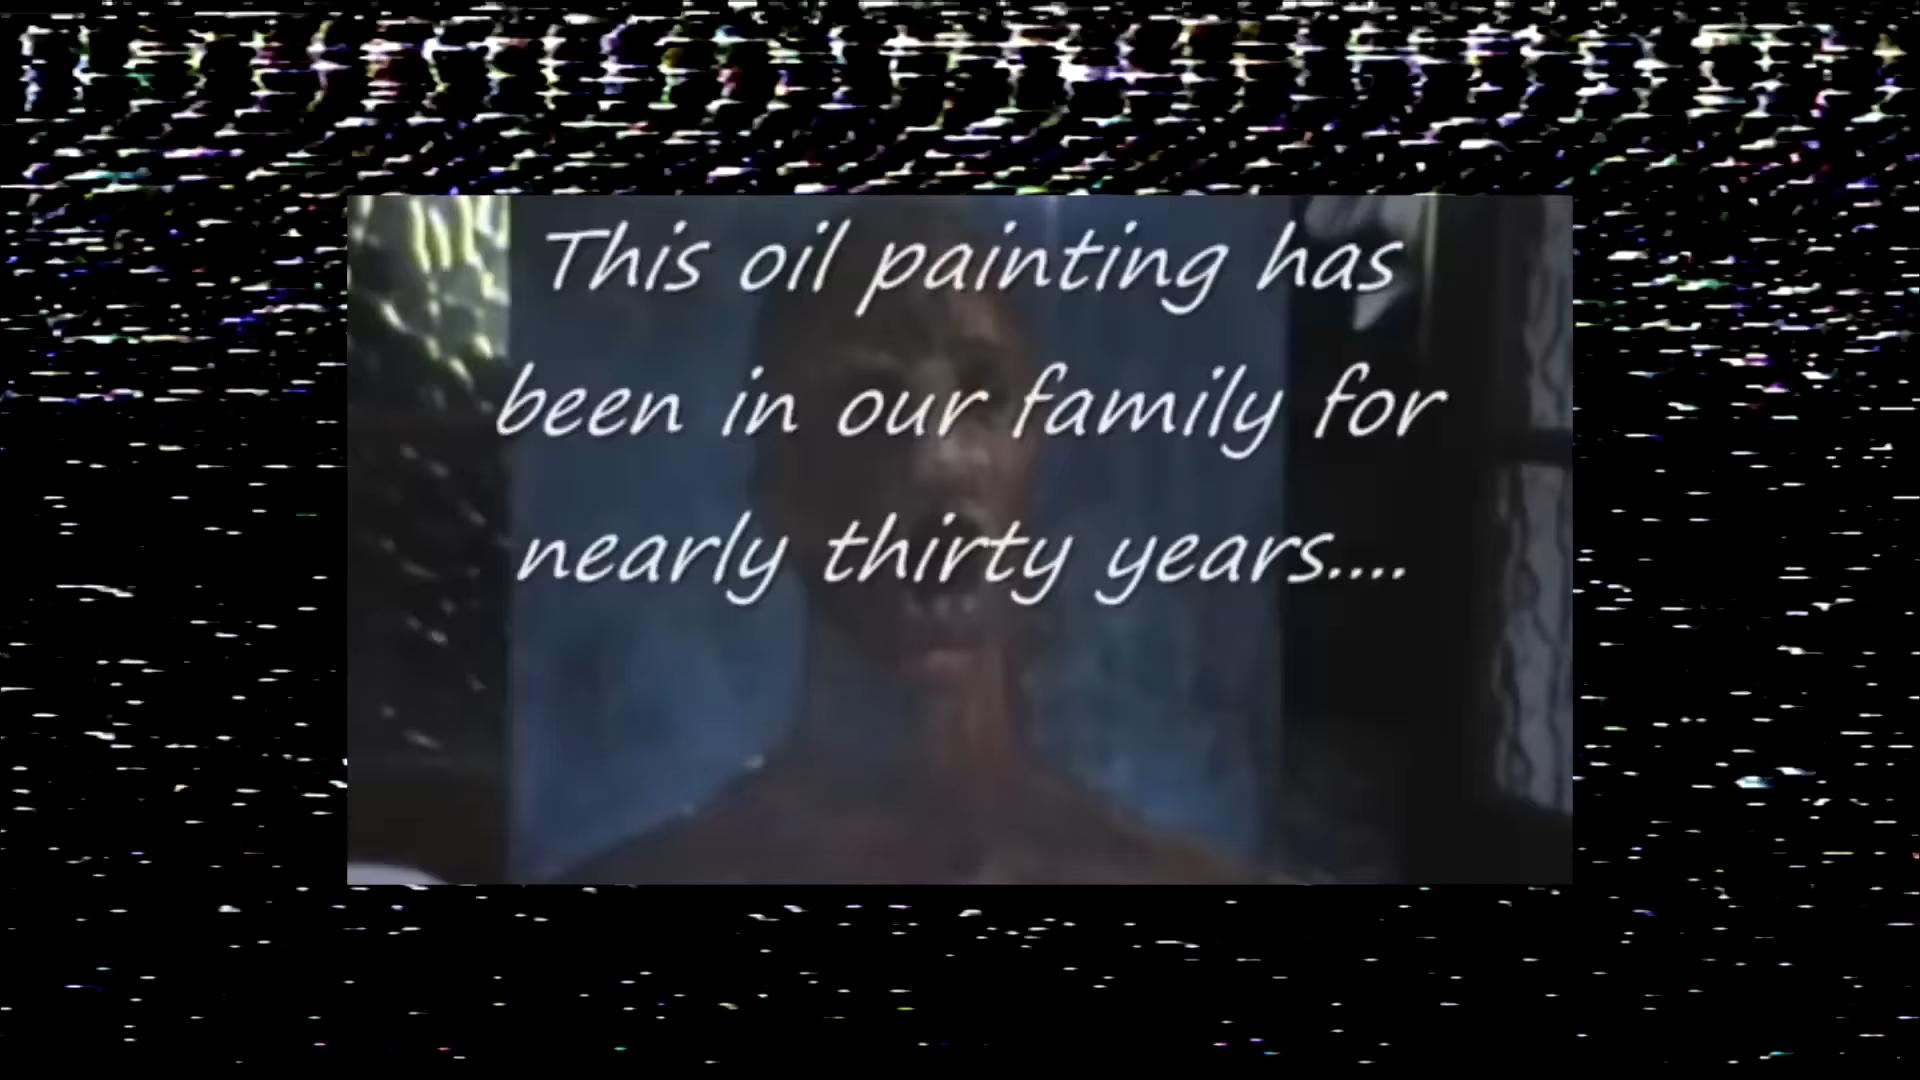 This oil painting has
been in our family for
nearly thirty years....